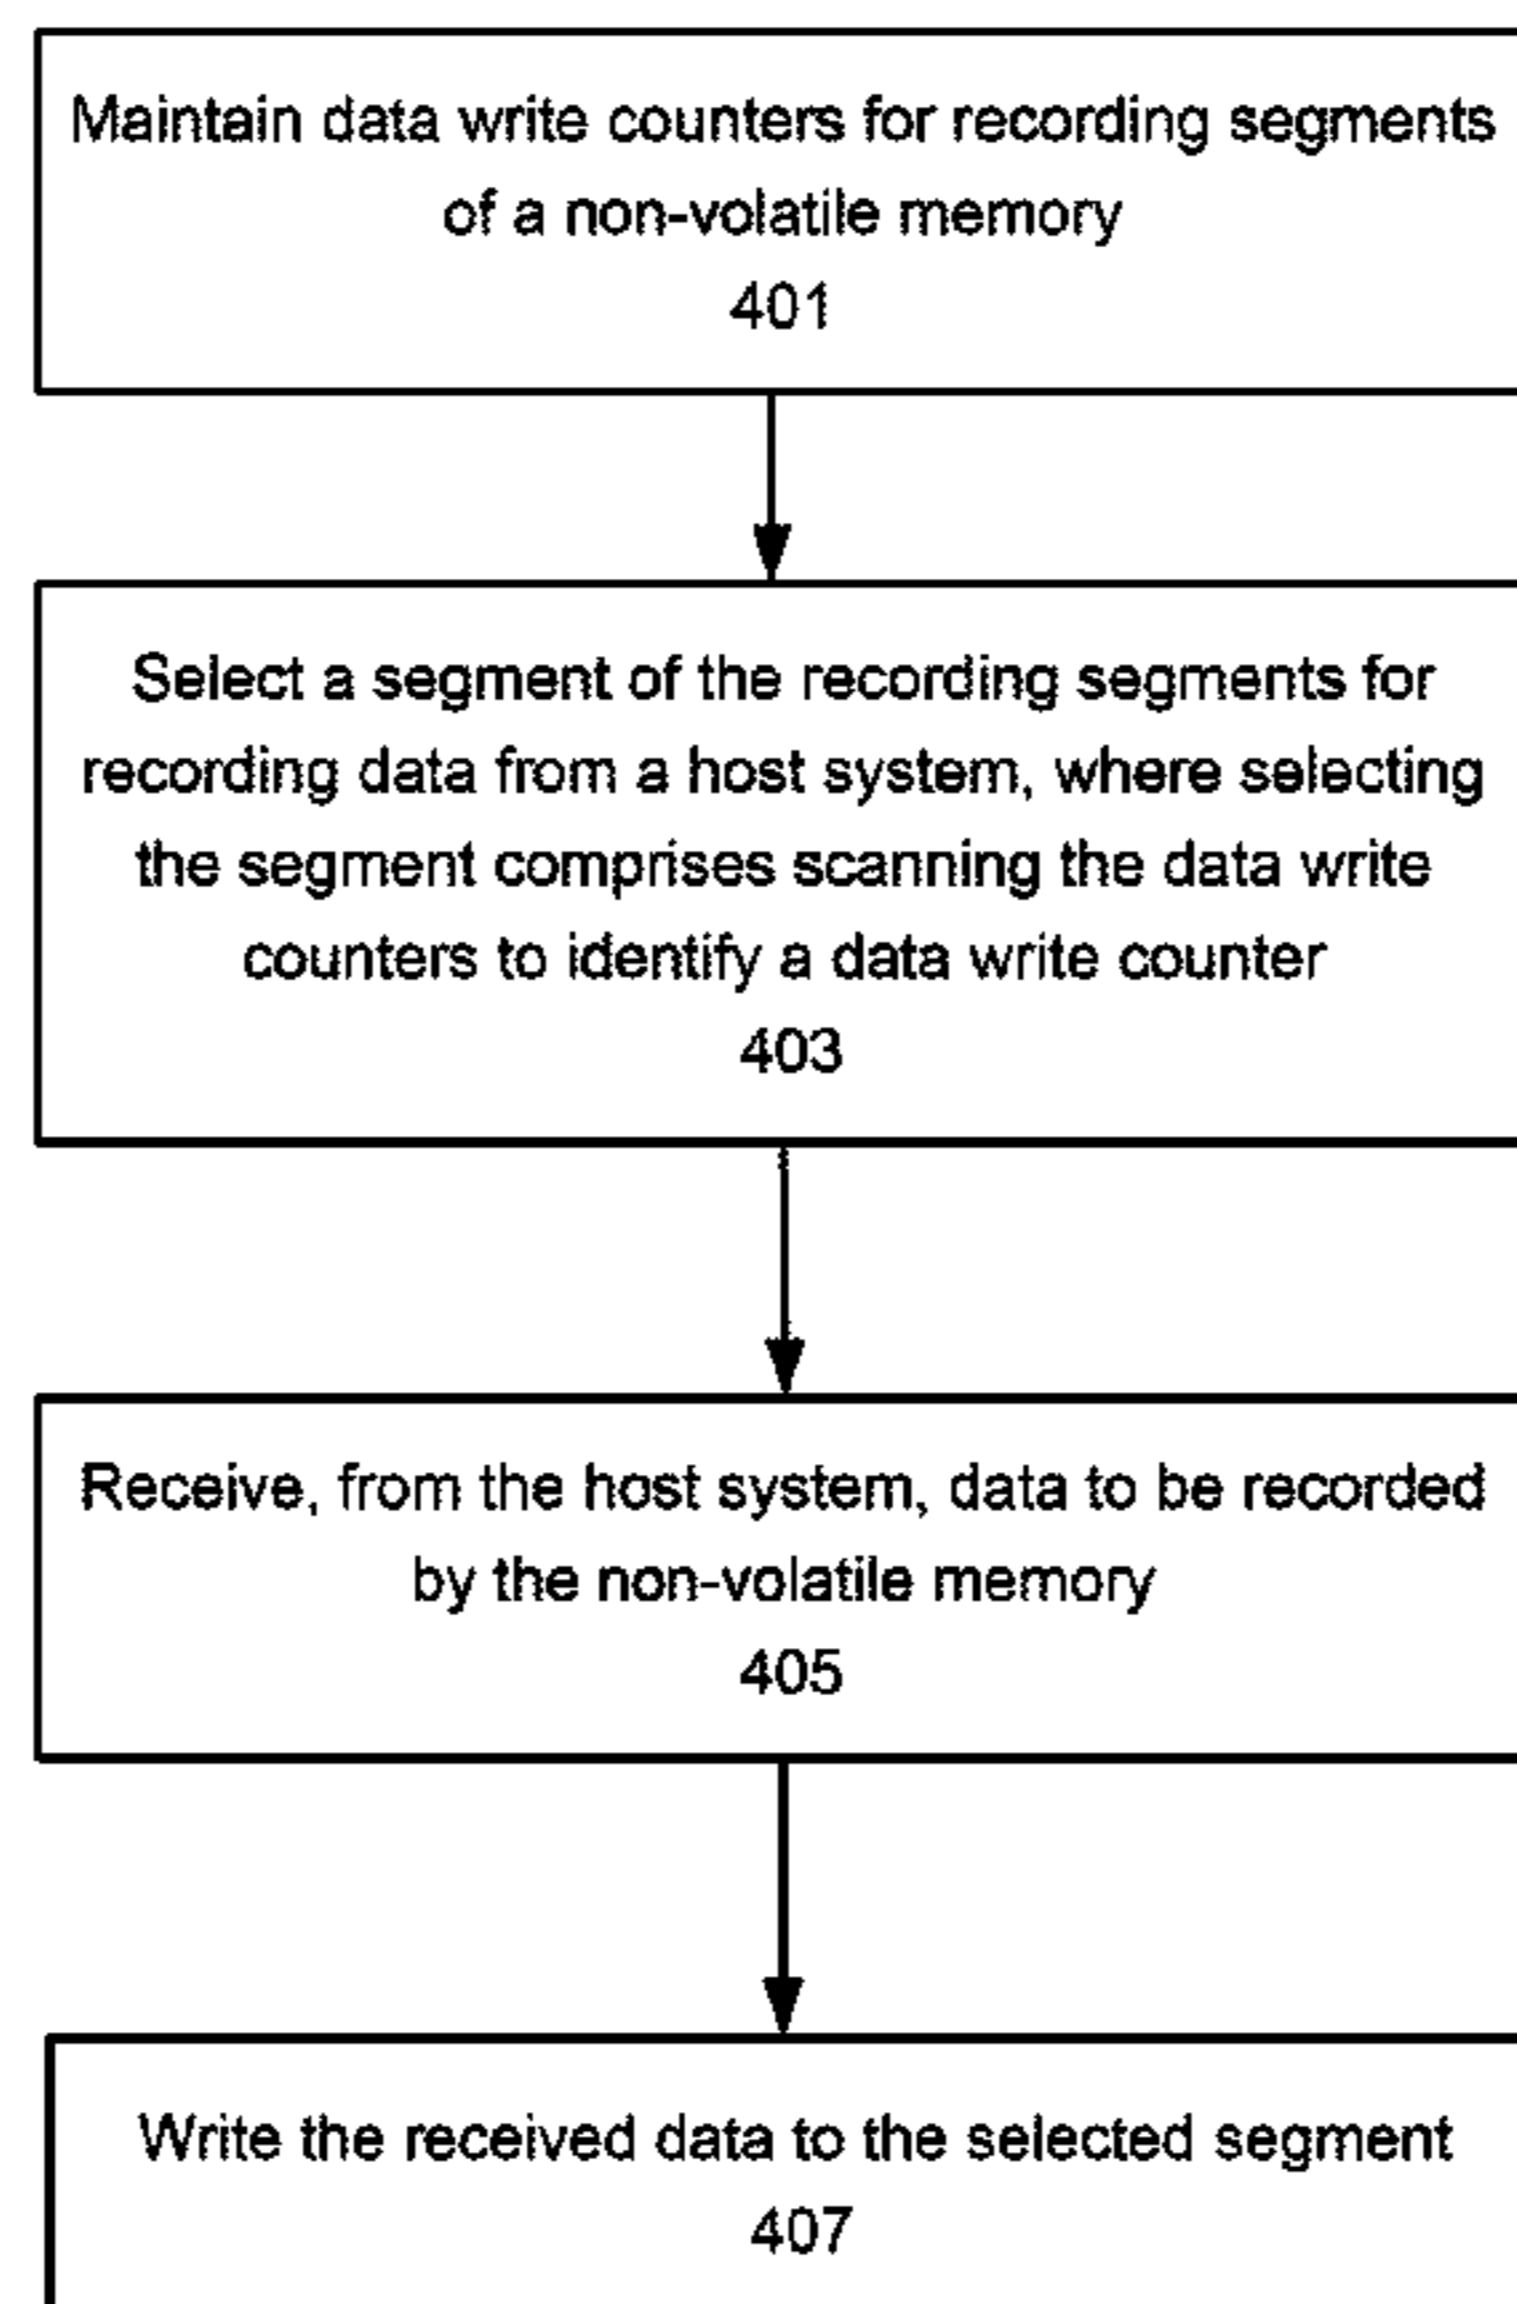 Maintain data write counters for recording segments
of a non-volatile memory
401
Select a segment of the recording segments for
recording data from a host system, where selecting
the segment comprises scanning the data write
counters to identify a data write counter
403
Receive, from the host system, data to be recorded
by the non-volatile memory
405
Write the received data to the selected segment
407